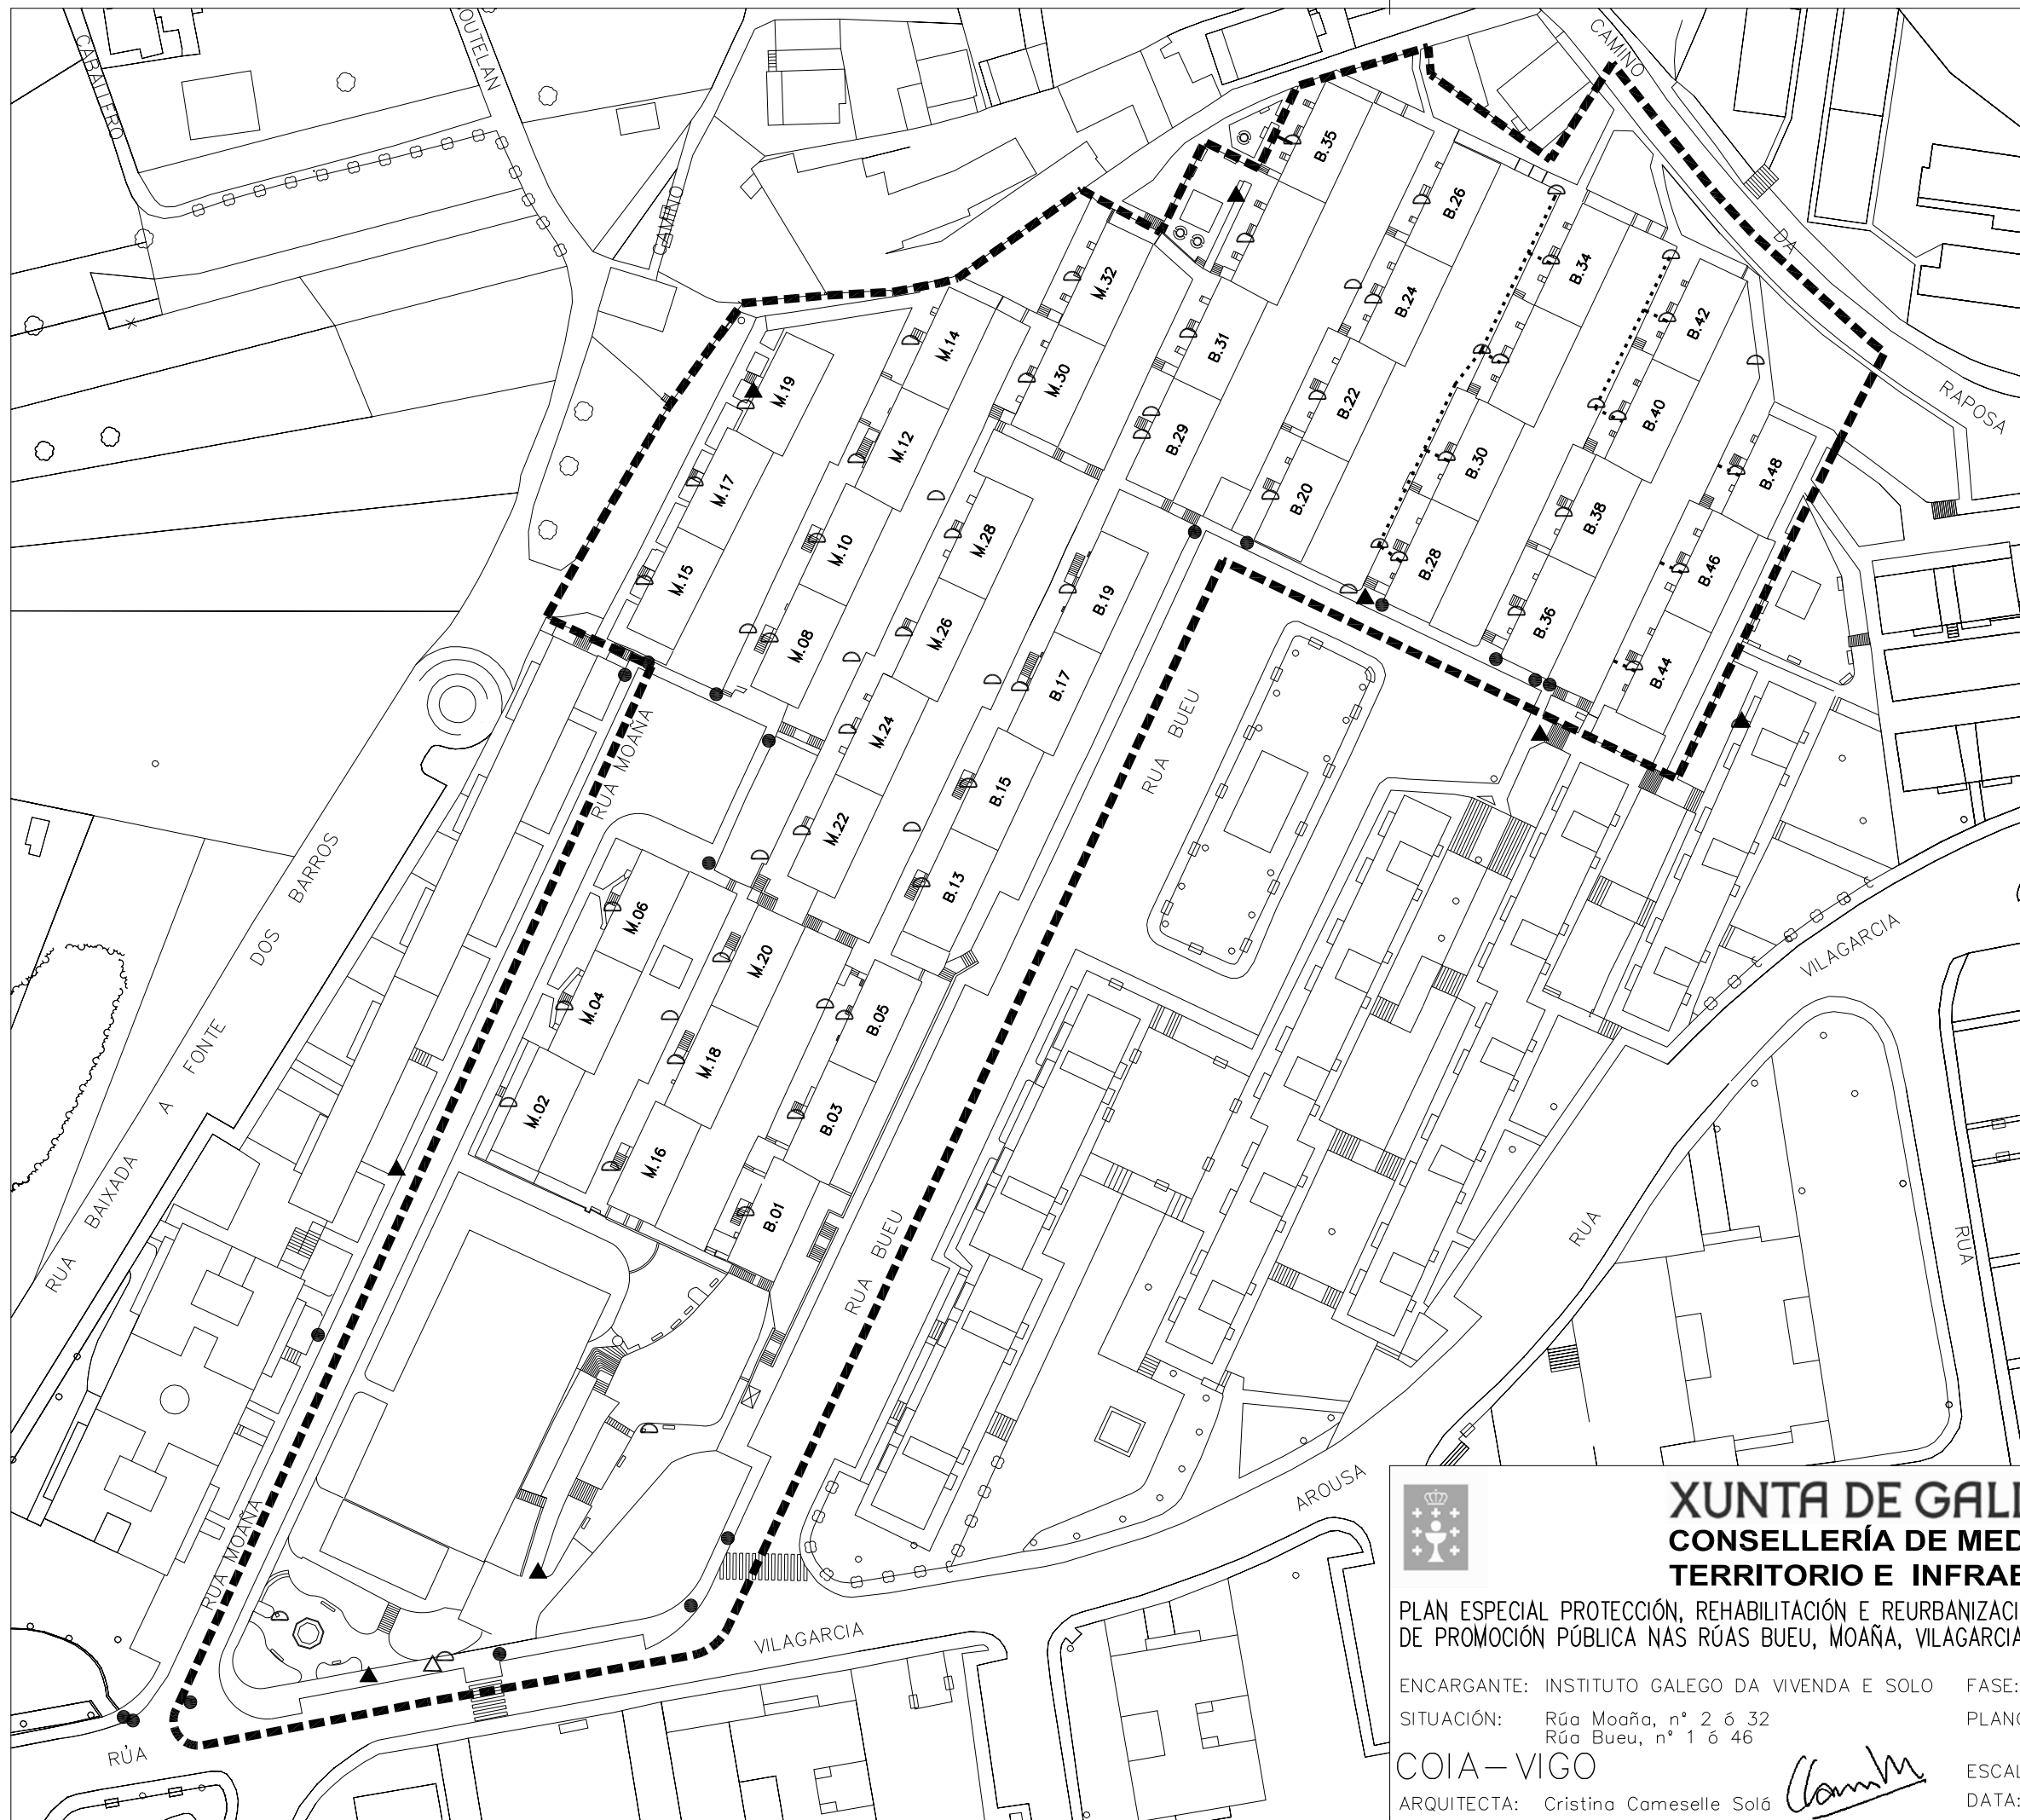 CABALLERO
OUTELAN
CAMINO
CAMINO
DA
RAPOSA
B.35
B.26
B.34
B.42
M.32
B.24
B.31
M.14
M.30
B.22
B.40
M.19
M.12
B.29
B.30
B.48
M.17
B.20
B.38
M.10
M.28
B.28
B.46
M.15
B.19
B.36
M.08
M.26
B.17
B.44
RUA MOAÑA
M.24
RUA BUEU
M.22
B.15
B.13
M.06
M.20
M.04
B.05
M.18
M.02
B.03
M.16
B.01
RUA BAIXADA A FONTE DOS BARROS
RUA BUEU
RUA MOAÑA
RUA
VILAGARCIA
RUA
AROUSA
VILAGARCIA
RÚA
XUNTA DE GALI
CONSELLERÍA DE MED
TERRITORIO E INFRAE
PLAN ESPECIAL PROTECCIÓN, REHABILITACIÓN E REURBANIZACI
DE PROMOCIÓN PÚBLICA NAS RÚAS BUEU, MOAÑA, VILAGARCIA
ENCARGANTE: INSTITUTO GALEGO DA VIVENDA E SOLO FASE:
SITUACIÓN: Rúa Moaña, nº 2 ó 32 PLANO
Rúa Bueu, nº 1 ó 46
COIA-VIGO
ESCAL
ARQUITECTA: Cristina Cameselle Solá DATA: